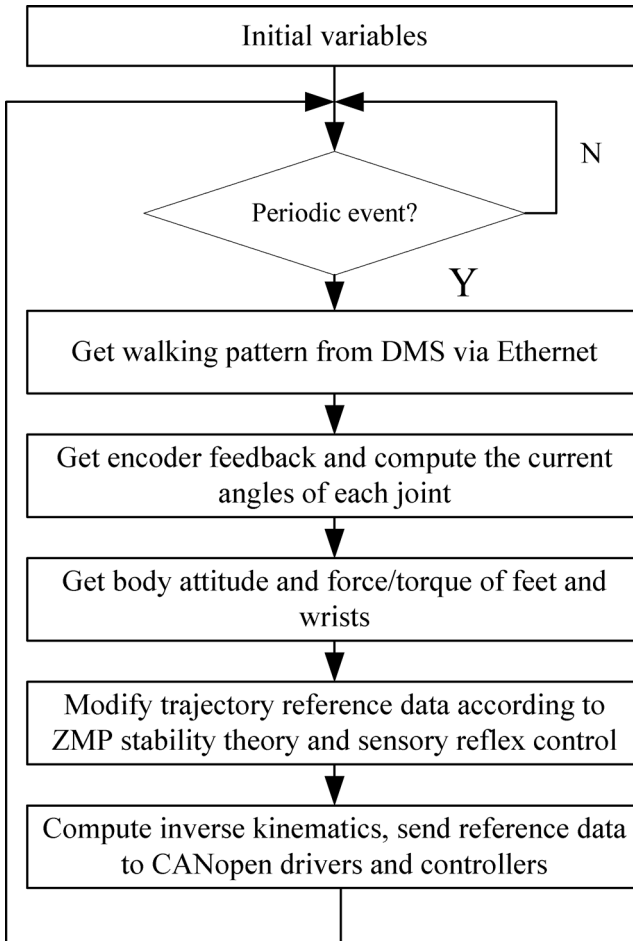 Initial variables
N
Periodic event?
Y
Get walking pattern from DMS via Ethernet
Get encoder feedback and compute the current
angles of each joint
Get body attitude and force/torque of feet and
wrists
Modify trajectory reference data according to
ZMP stability theory and sensory reflex control
Compute inverse kinematics, send reference data
to CANopen drivers and controllers